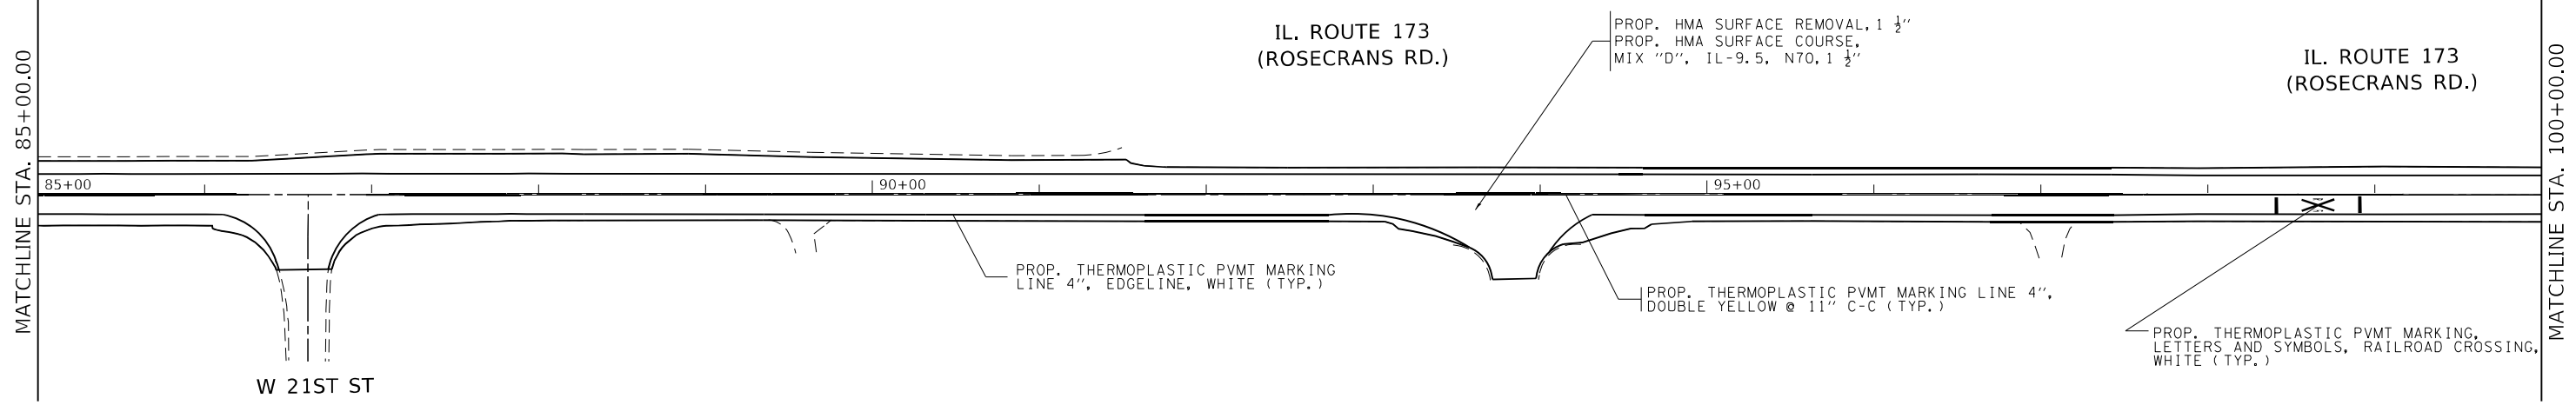 MATCHLINE STA. 85+00.00
IL. ROUTE 173
(ROSECRANS RD.)
PROP. HMA SURFACE REMOVAL, 1 ½"
PROP. HMA SURFACE COURSE,
MIX "D", IL-9.5, N70, 1 ½"
IL. ROUTE 173
(ROSECRANS RD.)
MATCHLINE STA. 100+00.00
85+00
90+00
95+00
PROP. THERMOPLASTIC PVMT MARKING
LINE 4", EDGELINE, WHITE (TYP.)
PROP. THERMOPLASTIC PVMT MARKING LINE 4",
DOUBLE YELLOW @ 11" C-C (TYP.)
PROP. THERMOPLASTIC PVMT MARKING,
LETTERS AND SYMBOLS, RAILROAD CROSSING,
WHITE (TYP.)
W 21ST ST